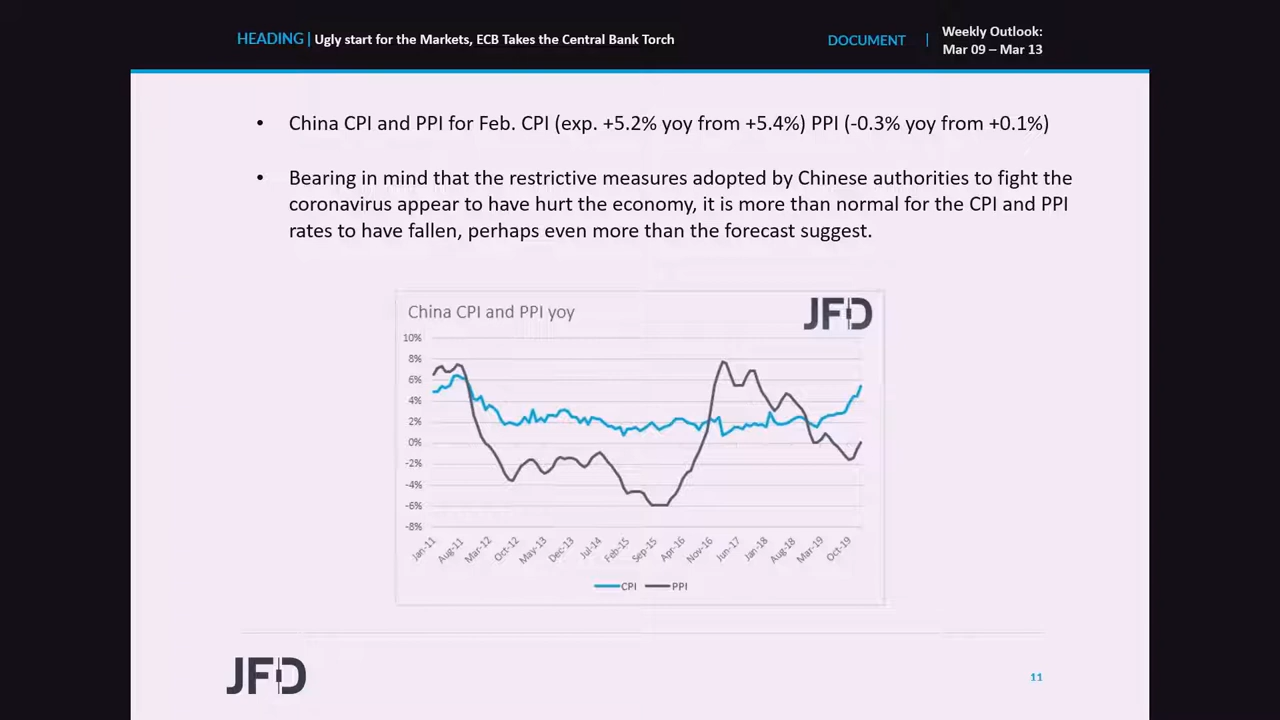 HEADING | Ugly start for the Markets, ECB Takes the Central Bank Torch
DOCUMENT | Weekly Outlook:
Mar 09 – Mar 13
• China CPI and PPI for Feb. CPI (exp. +5.2% yoy from +5.4%) PPI (-0.3% yoy from +0.1%)
• Bearing in mind that the restrictive measures adopted by Chinese authorities to fight the
coronavirus appear to have hurt the economy, it is more than normal for the CPI and PPI
rates to have fallen, perhaps even more than the forecast suggest.
China CPI and PPI yoy
JFD
10%
8%
6%
4%
2%
0%
-2%
-4%
-6%
-8%
Jan-11
Aug-11
Mar-12
Oct-12
May-13
Dec-13
Jul-14
Feb-15
Sep-15
Apr-16
Nov-16
Jun-17
Jan-18
Aug-18
Mar-19
Oct-19
CPI
PPI
JFD
11